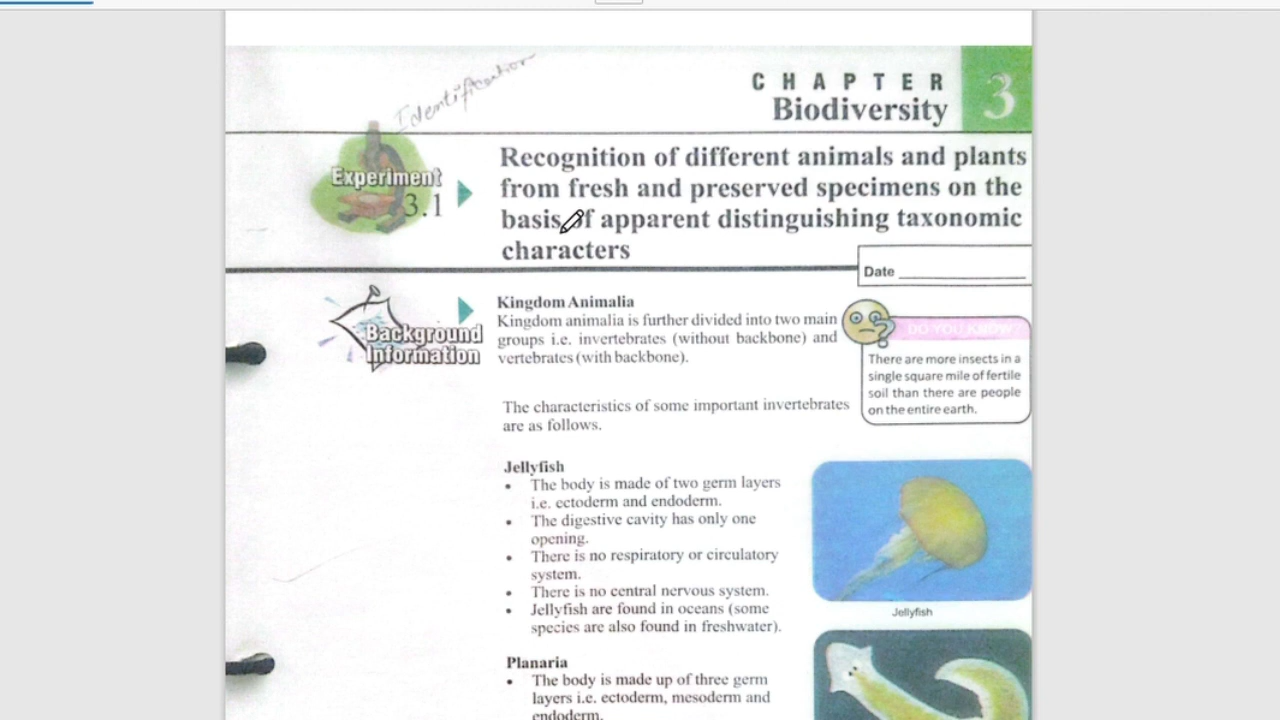 Identification
CHAPTER
Biodiversity
3
Experiment
3.1
Recognition of different animals and plants
from fresh and preserved specimens on the
basis of apparent distinguishing taxonomic
characters
Date
Background
Information
Kingdom Animalia
Kingdom animalia is further divided into two main
groups i.e. invertebrates (without backbone) and
vertebrates (with backbone).
DO YOU KNOW?
There are more insects in a
single square mile of fertile
soil than there are people
on the entire earth.
The characteristics of some important invertebrates
are as follows.
Jellyfish
• The body is made of two germ layers
i.e. ectoderm and endoderm.
• The digestive cavity has only one
opening.
• There is no respiratory or circulatory
system.
• There is no central nervous system.
• Jellyfish are found in oceans (some
species are also found in freshwater).
Jellyfish
Planaria
• The body is made up of three germ
layers i.e. ectoderm, mesoderm and
endoderm.